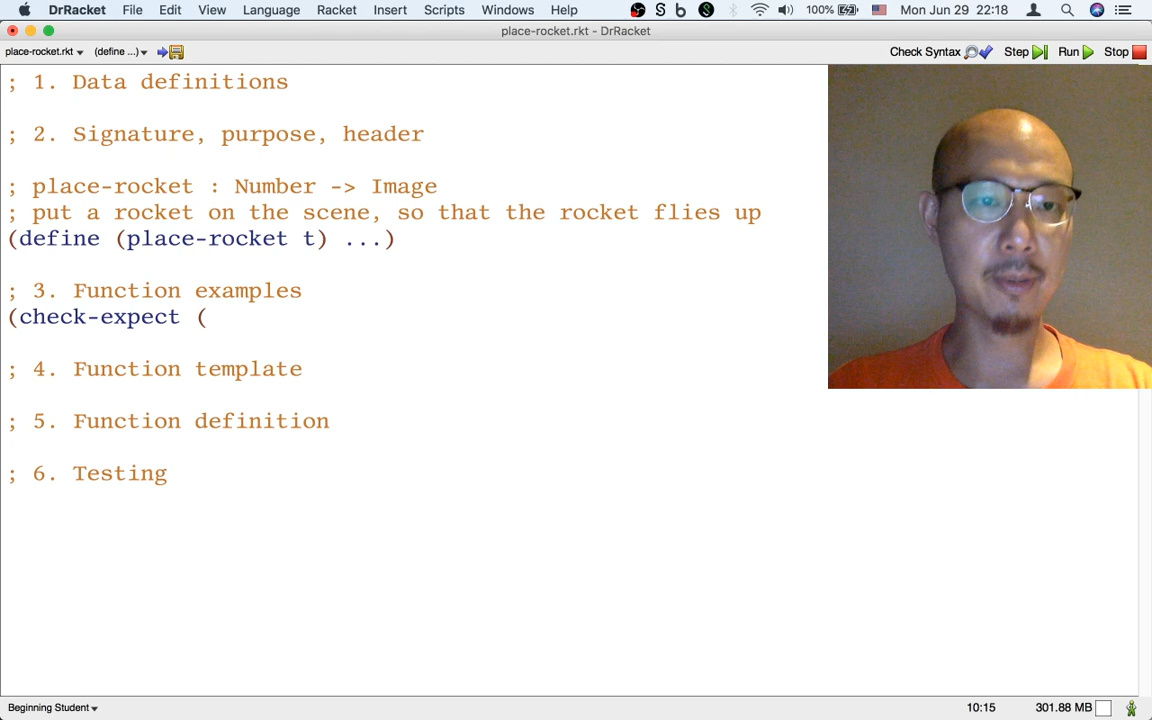 DrRacket File Edit View Language Racket Insert Scripts Windows Help 100% Mon Jun 29 22:18
place-rocket.rkt - DrRacket
place-rocket.rkt (define ...) Check Syntax Step Run Stop
; 1. Data definitions
; 2. Signature, purpose, header
; place-rocket : Number -> Image
; put a rocket on the scene, so that the rocket flies up
(define (place-rocket t) ...)
; 3. Function examples
(check-expect (
; 4. Function template
; 5. Function definition
; 6. Testing
Beginning Student 10:15 301.88 MB